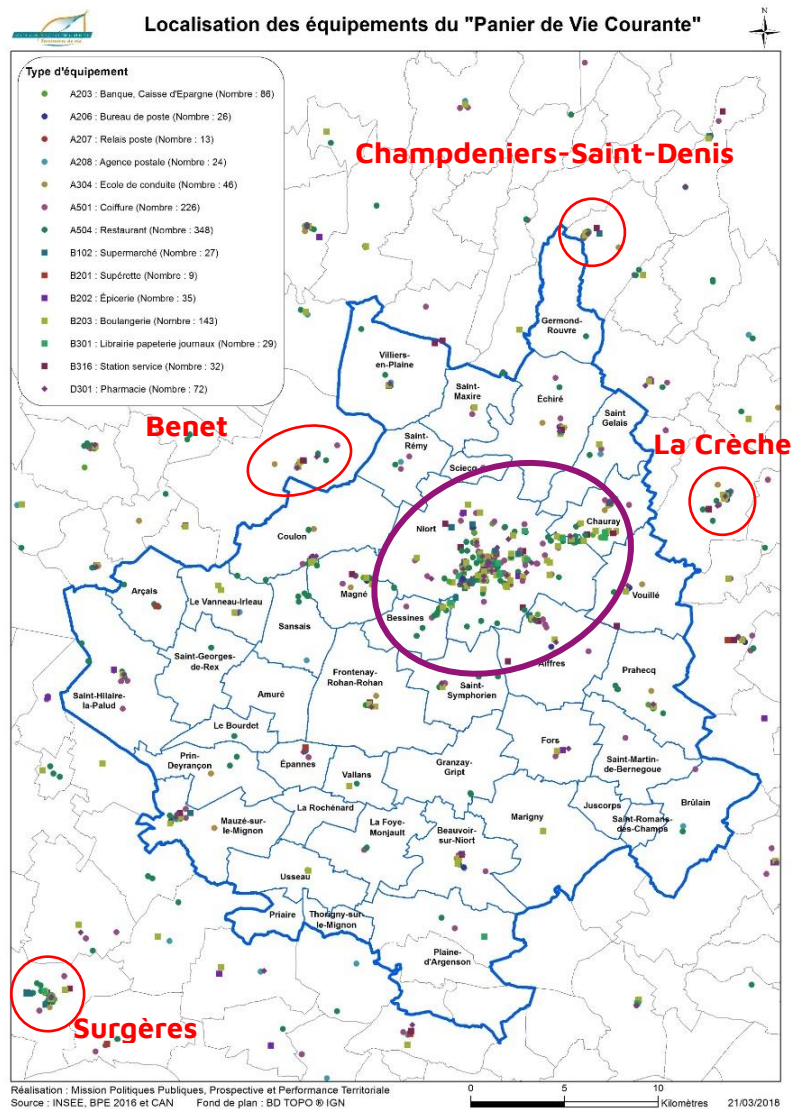 Localisation des équipements du "Panier de Vie Courante"
N
Type d'équipement
A203 : Banque, Caisse d'Epargne (Nombre : 86)
A206 : Bureau de poste (Nombre : 26)
A207 : Relais poste (Nombre : 13)
A208 : Agence postale (Nombre : 24)
A304 : Ecole de conduite (Nombre : 46)
A501 : Coiffure (Nombre : 226)
A504 : Restaurant (Nombre : 348)
B102 : Supermarché (Nombre : 27)
B201 : Supérette (Nombre : 9)
B202 : Épicerie (Nombre : 35)
B203 : Boulangerie (Nombre : 143)
B301 : Librairie papeterie journaux (Nombre : 29)
B316 : Station service (Nombre : 32)
D301 : Pharmacie (Nombre : 72)
Champdeniers-Saint-Denis
Germond-
Rouvre
Villiers-
en-Plaine
Saint-
Maxire
Échiré
Saint
Gelais
Benet
Saint-
Rémy
Sciecq
La Crèche
Niort
Chauray
Coulon
Arçais
Le Vanneau-Irleau
Magné
Vouillé
Bessines
Sansais
Saint-Georges-
de-Rex
Aiffres
Prahecq
Frontenay-
Rohan-Rohan
Saint-
Symphorien
Saint-Hilaire-
la-Palud
Amuré
Le Bourdet
Fors
Prin-
Deyrançon
Épannes
Vallans
Granzay-
Gript
Saint-Martin-
de-Bernegoue
La Rochénard
Juscorps
Brûlain
Mauzé-sur-
le-Mignon
La Foye-
Monjault
Beauvoir-
sur-Niort
Marigny
Saint-Romans-
des-Champs
Usseau
Priaire
Thorigny-sur-
le-Mignon
Plaine-
d'Argenson
Surgères
Réalisation : Mission Politiques Publiques, Prospective et Performance Territoriale
Source : INSEE, BPE 2016 et CAN Fond de plan : BD TOPO ® IGN
0 5 10
Kilomètres 21/03/2018